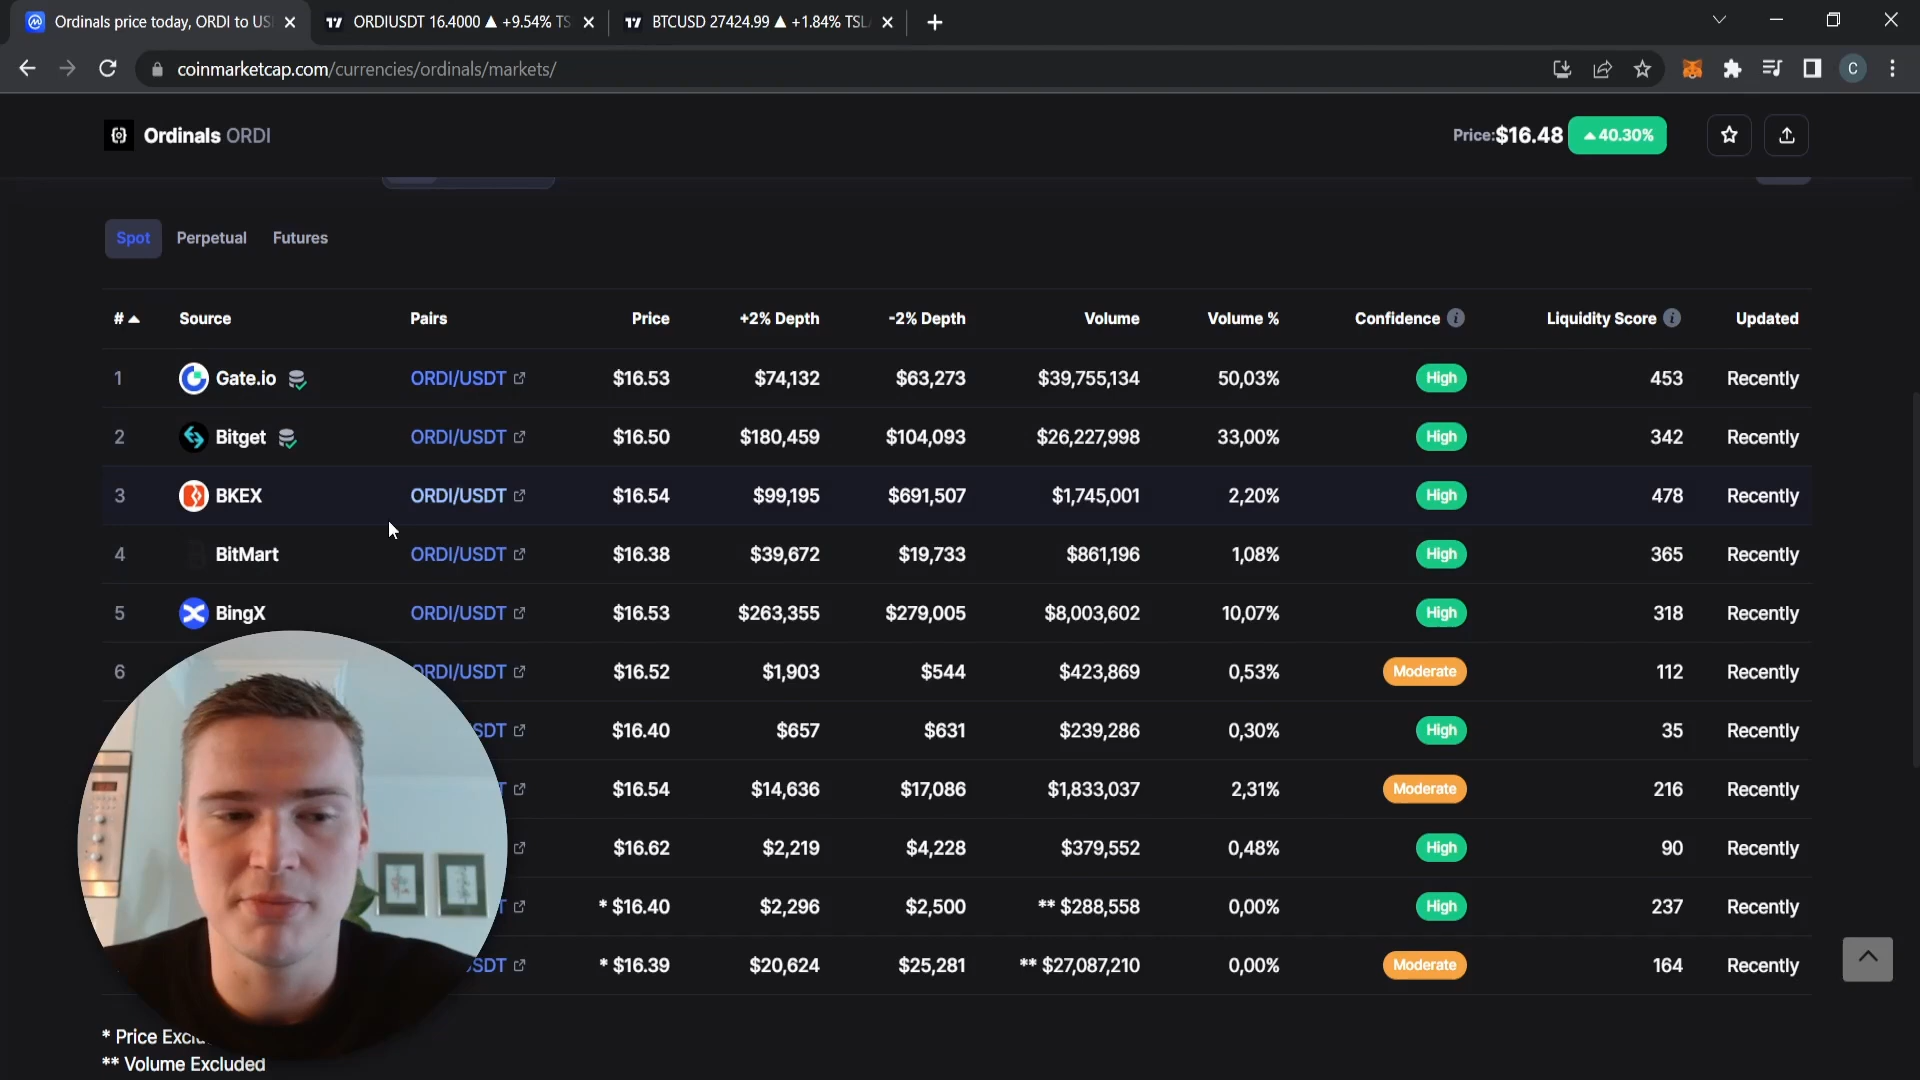 Ordinals price today, ORDI to US
ORDIUSDT 16.4000 ▲ +9.54% TS
BTCUSD 27424.99 ▲ +1.84% TSL
coinmarketcap.com/currencies/ordinals/markets/
C
Ordinals ORDI
Price:$16.48 ▲40.30%
Spot Perpetual Futures
# Source Pairs Price +2% Depth -2% Depth Volume Volume % Confidence Liquidity Score Updated
1 Gate.io ORDI/USDT $16.53 $74,132 $63,273 $39,755,134 50,03% High 453 Recently
2 Bitget ORDI/USDT $16.50 $180,459 $104,093 $26,227,998 33,00% High 342 Recently
3 BKEX ORDI/USDT $16.54 $99,195 $691,507 $1,745,001 2,20% High 478 Recently
4 BitMart ORDI/USDT $16.38 $39,672 $19,733 $861,196 1,08% High 365 Recently
5 BingX ORDI/USDT $16.53 $263,355 $279,005 $8,003,602 10,07% High 318 Recently
6 RDI/USDT $16.52 $1,903 $544 $423,869 0,53% Moderate 112 Recently
SDT $16.40 $657 $631 $239,286 0,30% High 35 Recently
T $16.54 $14,636 $17,086 $1,833,037 2,31% Moderate 216 Recently
$16.62 $2,219 $4,228 $379,552 0,48% High 90 Recently
T * $16.40 $2,296 $2,500 ** $288,558 0,00% High 237 Recently
SDT * $16.39 $20,624 $25,281 ** $27,087,210 0,00% Moderate 164 Recently
* Price Exclu
** Volume Excluded